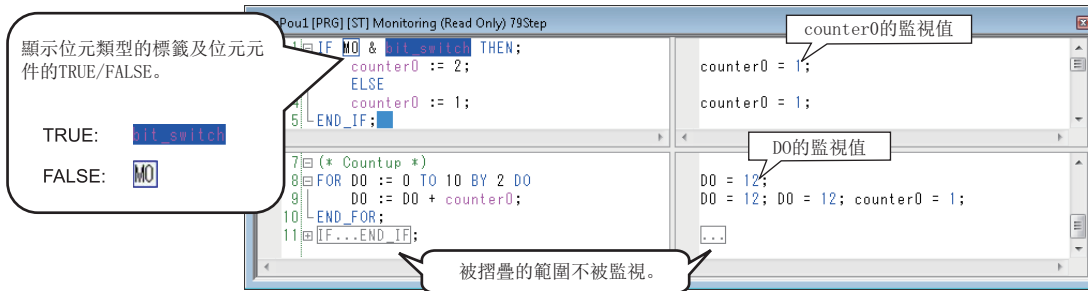 Pou1 [PRG] [ST] Monitoring (Read Only) 79Step
顯示位元類型的標籤及位元元
件的TRUE/FALSE。
TRUE: bit_switch
FALSE: M0
1 IF M0 & bit_switch THEN;
counter0 := 2;
ELSE
4 counter0 := 1;
5 END_IF;
counter0的監視值
counter0 = 1;
counter0 = 1;
7 (* Countup *)
8 FOR D0 := 0 TO 10 BY 2 DO
9 D0 := D0 + counter0;
10 END_FOR;
11 IF...END_IF;
D0的監視值
D0 = 12;
D0 = 12; D0 = 12; counter0 = 1;
...
被摺疊的範圍不被監視。